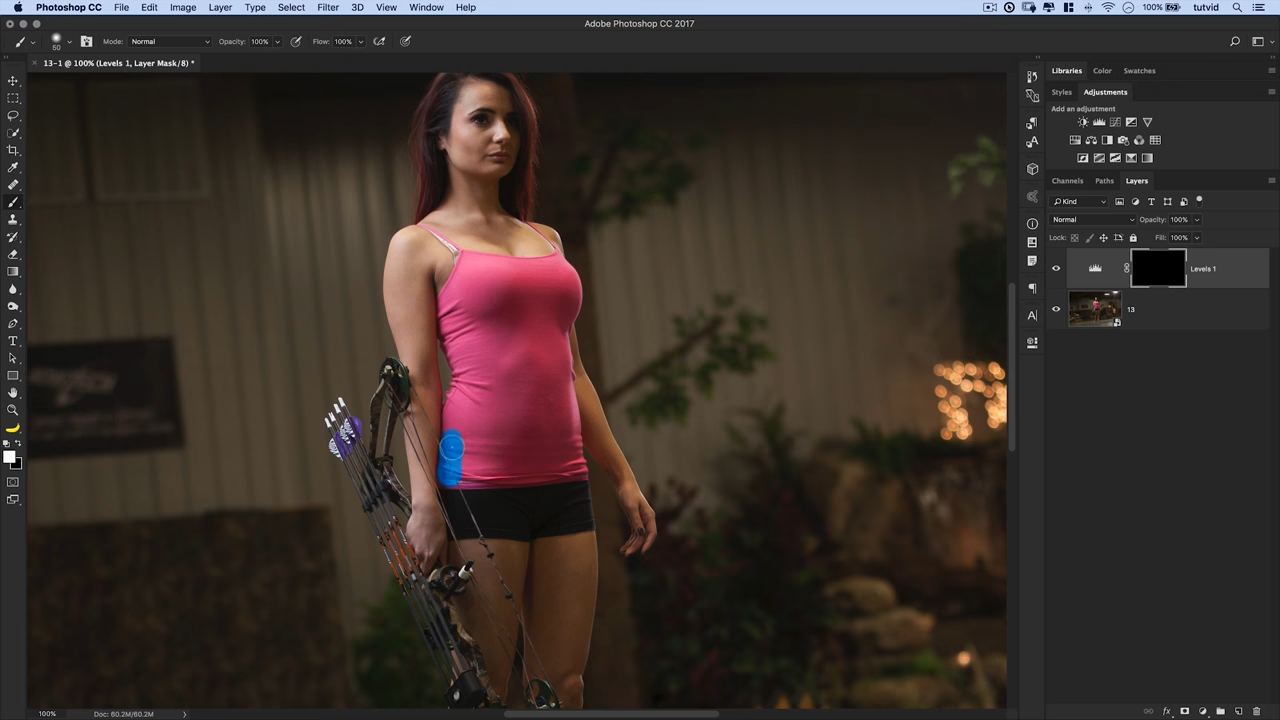 Photoshop CC File Edit Image Layer Type Select Filter 3D View Window Help 100% tutvid
Adobe Photoshop CC 2017
60 Mode: Normal Opacity: 100% Flow: 100%
13-1 @ 100% (Levels 1, Layer Mask/8) *
Libraries Color Swatches
Styles Adjustments
Add an adjustment
Channels Paths Layers
Kind
Normal Opacity: 100%
Lock: Fill: 100%
Levels 1
13
100% Doc: 60.2M/60.2M